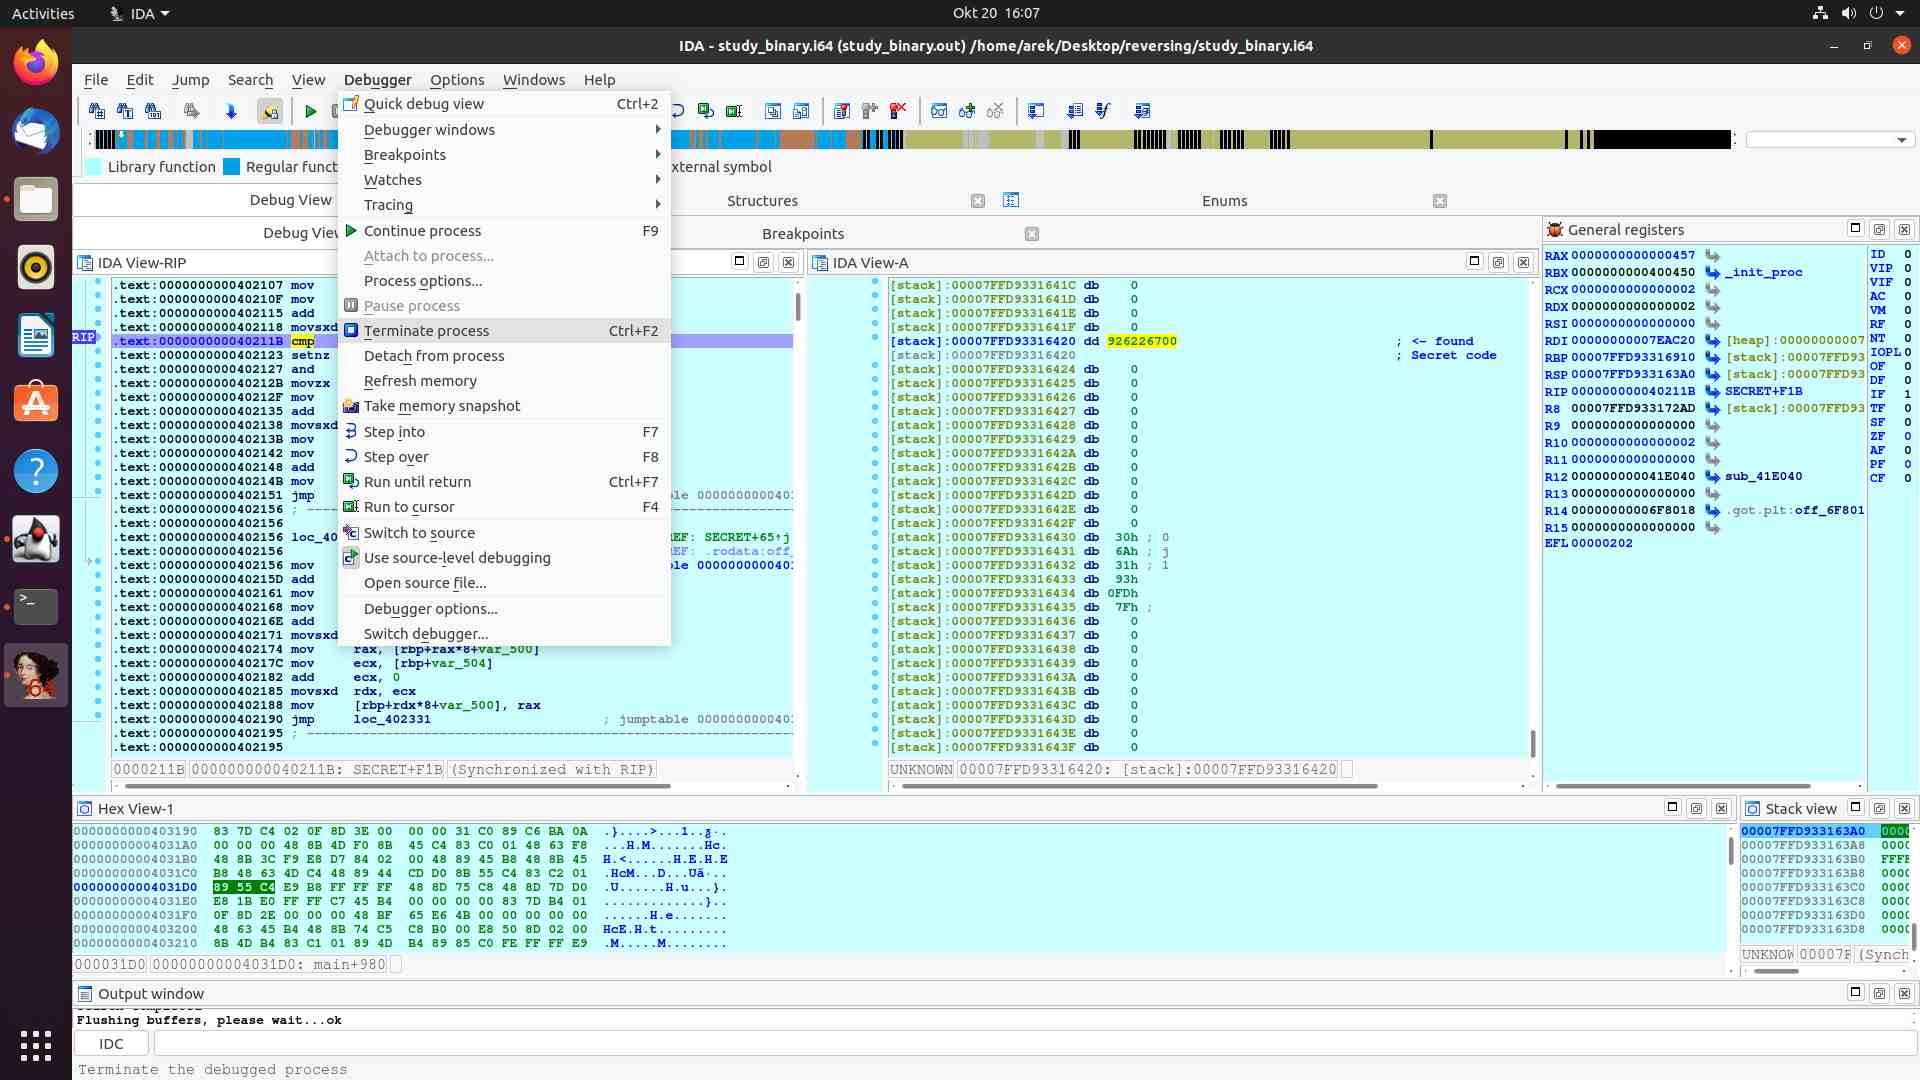 Activities IDA Okt 20 16:07
IDA - study_binary.i64 (study_binary.out) /home/arek/Desktop/reversing/study_binary.i64
File Edit Jump Search View Debugger Options Windows Help
Quick debug view Ctrl+2
Debugger windows
Breakpoints
Watches
Tracing
Continue process F9
Attach to process...
Process options...
Pause process
Terminate process Ctrl+F2
Detach from process
Refresh memory
Take memory snapshot
Step into F7
Step over F8
Run until return Ctrl+F7
Run to cursor F4
Switch to source
Use source-level debugging
Open source file...
Debugger options...
Switch debugger...
Library function Regular funct xternal symbol
Debug View Structures Enums
Debug View Breakpoints
IDA View-RIP
RIP
.text:0000000000402107 mov
.text:000000000040210F mov
.text:0000000000402115 add
.text:0000000000402118 movsxd
.text:000000000040211B cmp
.text:0000000000402123 setnz
.text:0000000000402127 and
.text:000000000040212B movzx
.text:000000000040212F mov
.text:0000000000402135 add
.text:0000000000402138 movsxd
.text:000000000040213B mov
.text:0000000000402142 mov
.text:0000000000402148 add
.text:000000000040214B mov
.text:0000000000402151 jmp le 00000000000402
.text:0000000000402156 ; 
.text:0000000000402156
.text:0000000000402156 loc_40 REF: SECRET+65↑j
.text:0000000000402156 REF: .rodata:off_
.text:0000000000402156 mov
.text:000000000040215D add
.text:0000000000402161 mov
.text:0000000000402168 mov
.text:000000000040216E add
.text:0000000000402171 movsxd
.text:0000000000402174 mov rax, [rbp+rax*8+var_500]
.text:000000000040217C mov ecx, [rbp+var_504]
.text:0000000000402182 add ecx, 0
.text:0000000000402185 movsxd rdx, ecx
.text:0000000000402188 mov [rbp+rdx*8+var_500], rax
.text:0000000000402190 jmp loc_402331 ; jumptable 00000000000402
.text:0000000000402195 ; 
.text:0000000000402195
0000211B 000000000040211B: SECRET+F1B (Synchronized with RIP)
IDA View-A
[stack]:00007FFD9331641C db 0
[stack]:00007FFD9331641D db 0
[stack]:00007FFD9331641E db 0
[stack]:00007FFD9331641F db 0
[stack]:00007FFD93316420 dd 926226700 ; <- found
[stack]:00007FFD93316420 ; Secret code
[stack]:00007FFD93316424 db 0
[stack]:00007FFD93316425 db 0
[stack]:00007FFD93316426 db 0
[stack]:00007FFD93316427 db 0
[stack]:00007FFD93316428 db 0
[stack]:00007FFD93316429 db 0
[stack]:00007FFD9331642A db 0
[stack]:00007FFD9331642B db 0
[stack]:00007FFD9331642C db 0
[stack]:00007FFD9331642D db 0
[stack]:00007FFD9331642E db 0
[stack]:00007FFD9331642F db 0
[stack]:00007FFD93316430 db 30h ; 0
[stack]:00007FFD93316431 db 6Ah ; j
[stack]:00007FFD93316432 db 31h ; 1
[stack]:00007FFD93316433 db 93h
[stack]:00007FFD93316434 db 0FDh
[stack]:00007FFD93316435 db 7Fh ;
[stack]:00007FFD93316436 db 0
[stack]:00007FFD93316437 db 0
[stack]:00007FFD93316438 db 0
[stack]:00007FFD93316439 db 0
[stack]:00007FFD9331643A db 0
[stack]:00007FFD9331643B db 0
[stack]:00007FFD9331643C db 0
[stack]:00007FFD9331643D db 0
[stack]:00007FFD9331643E db 0
[stack]:00007FFD9331643F db 0
UNKNOWN 00007FFD93316420: [stack]:00007FFD93316420
General registers
RAX 0000000000000457
RBX 0000000000400450 _init_proc
RCX 0000000000000002
RDX 0000000000000002
RSI 0000000000000000
RDI 00000000007EAC20 [heap]:00000000007
RBP 00007FFD93316910 [stack]:00007FFD93
RSP 00007FFD933163A0 [stack]:00007FFD93
RIP 000000000040211B SECRET+F1B
R8 00007FFD933172AD [stack]:00007FFD93
R9 0000000000000000
R10 0000000000000002
R11 0000000000000000
R12 000000000041E040 sub_41E040
R13 0000000000000000
R14 00000000006F8018 .got.plt:off_6F801
R15 0000000000000000
EFL 00000202
ID 0
VIP 0
VIF 0
AC 0
VM 0
RF 0
NT 0
IOPL 0
OF 0
DF 0
IF 1
TF 0
SF 0
ZF 0
AF 0
PF 0
CF 0
Hex View-1
0000000000403190 83 7D C4 02 0F 8D 3E 00 00 00 31 C0 89 C6 BA 0A
00000000004031A0 00 00 00 48 8B 4D F0 8B 45 C4 83 C0 01 48 63 F8
00000000004031B0 48 8B 3C F9 E8 D7 84 02 00 48 89 45 B8 48 8B 45
00000000004031C0 B8 48 63 4D C4 48 89 44 CD D0 8B 55 C4 83 C2 01
00000000004031D0 89 55 C4 E9 B8 FF FF FF 48 8D 75 C8 48 8D 7D D0
00000000004031E0 E8 1B E0 FF FF C7 45 B4 00 00 00 00 83 7D B4 01
00000000004031F0 0F 8D 2E 00 00 00 48 BF 65 E6 4B 00 00 00 00 00
0000000000403200 48 63 45 B4 48 8B 74 C5 C8 B0 00 E8 50 8D 02 00
0000000000403210 8B 4D B4 83 C1 01 89 4D B4 89 85 C0 FE FF FF E9
000031D0 00000000004031D0: main+980
Stack view
00007FFD933163A0 0000
00007FFD933163A8 0000
00007FFD933163B0 FFFF
00007FFD933163B8 0000
00007FFD933163C0 0000
00007FFD933163C8 0000
00007FFD933163D0 0000
00007FFD933163D8 0000
UNKNOW 00007F (Synch
Output window
Flushing buffers, please wait...ok
IDC
Terminate the debugged process